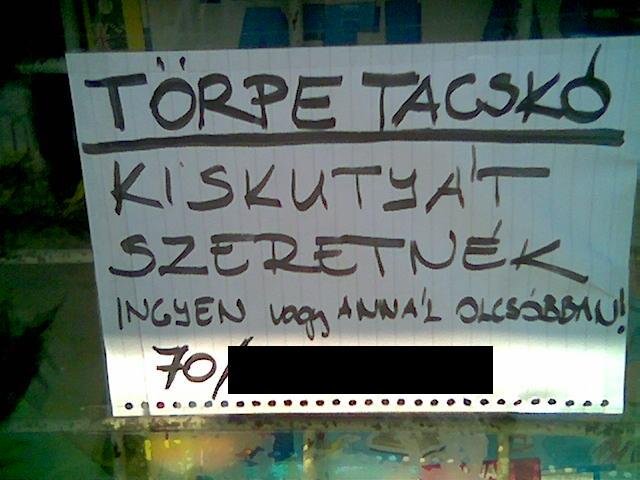 TÖRPE TACSKÓ
KISKUTYÁT
SZERETNÉK
INGYEN vagy ANNÁL OLCSÓBBAN!
70/